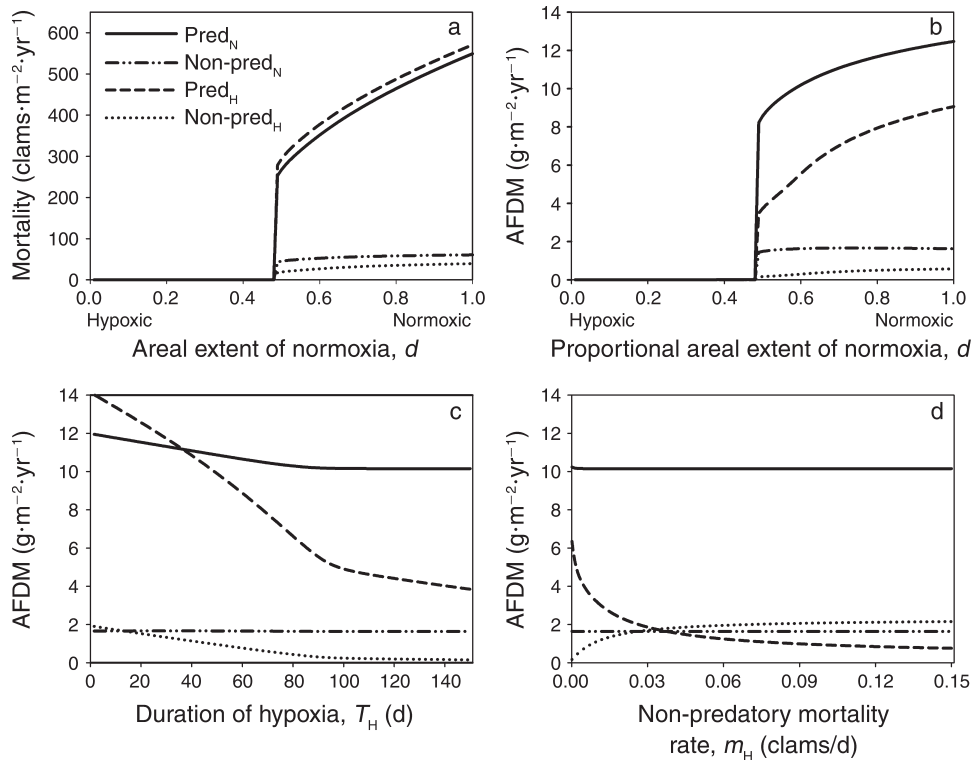 a
Mortality (clams·m⁻²·yr⁻¹)
600
500
400
300
200
100
0
Pred_N
Non-pred_N
Pred_H
Non-pred_H
0.0 0.2 0.4 0.6 0.8 1.0
Hypoxic Normoxic
Areal extent of normoxia, d
b
AFDM (g·m⁻²·yr⁻¹)
14
12
10
8
6
4
2
0
0.0 0.2 0.4 0.6 0.8 1.0
Hypoxic Normoxic
Proportional areal extent of normoxia, d
c
AFDM (g·m⁻²·yr⁻¹)
14
12
10
8
6
4
2
0
0 20 40 60 80 100 120 140
Duration of hypoxia, T_H (d)
d
AFDM (g·m⁻²·yr⁻¹)
14
12
10
8
6
4
2
0
0.00 0.03 0.06 0.09 0.12 0.15
Non-predatory mortality
rate, m_H (clams/d)